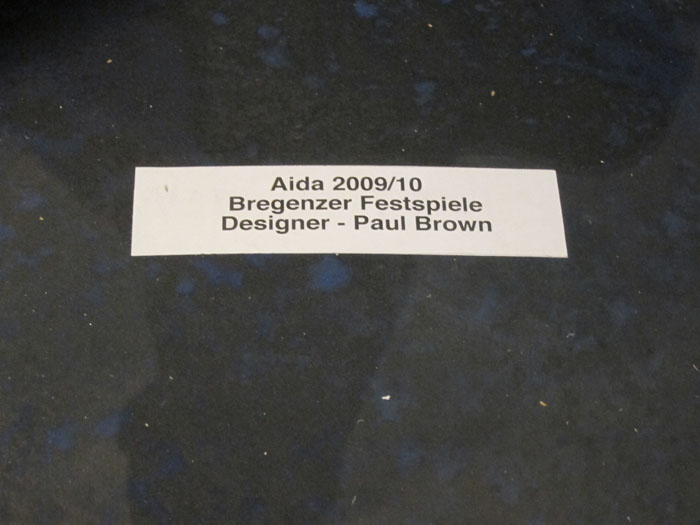 Aida 2009/10
Bregenzer Festspiele
Designer - Paul Brown